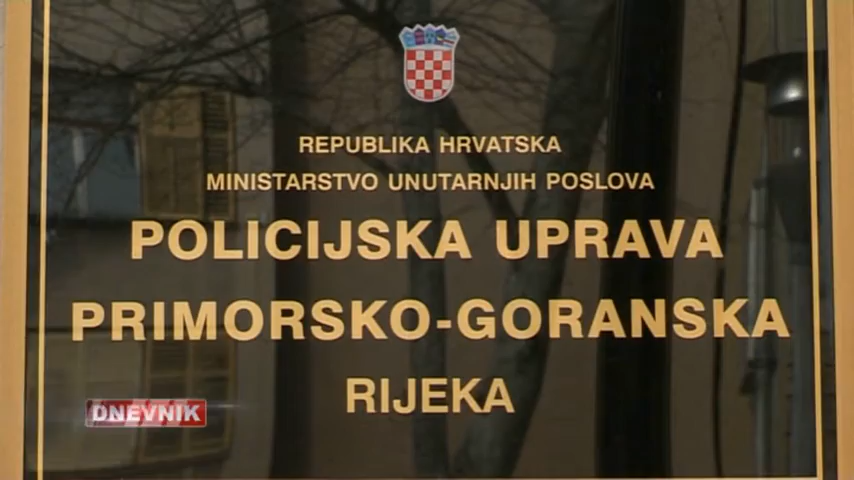 REPUBLIKA HRVATSKA
MINISTARSTVO UNUTARNJIH POSLOVA
POLICIJSKA UPRAVA
PRIMORSKO-GORANSKA
RIJEKA
DNEVNIK